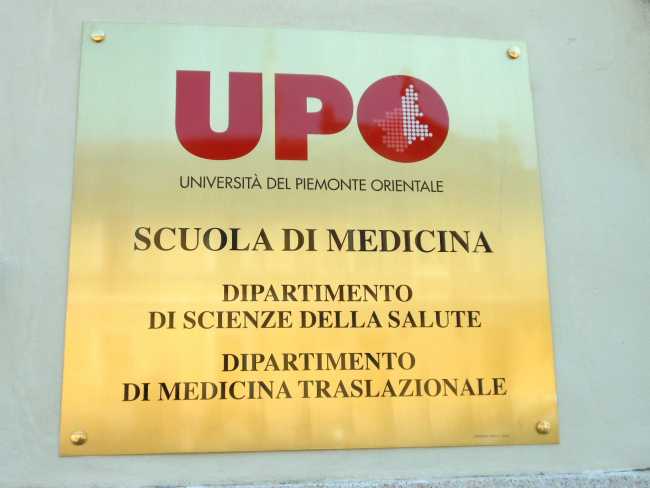 UPO
UNIVERSITÀ DEL PIEMONTE ORIENTALE
SCUOLA DI MEDICINA
DIPARTIMENTO
DI SCIENZE DELLA SALUTE
DIPARTIMENTO
DI MEDICINA TRASLAZIONALE